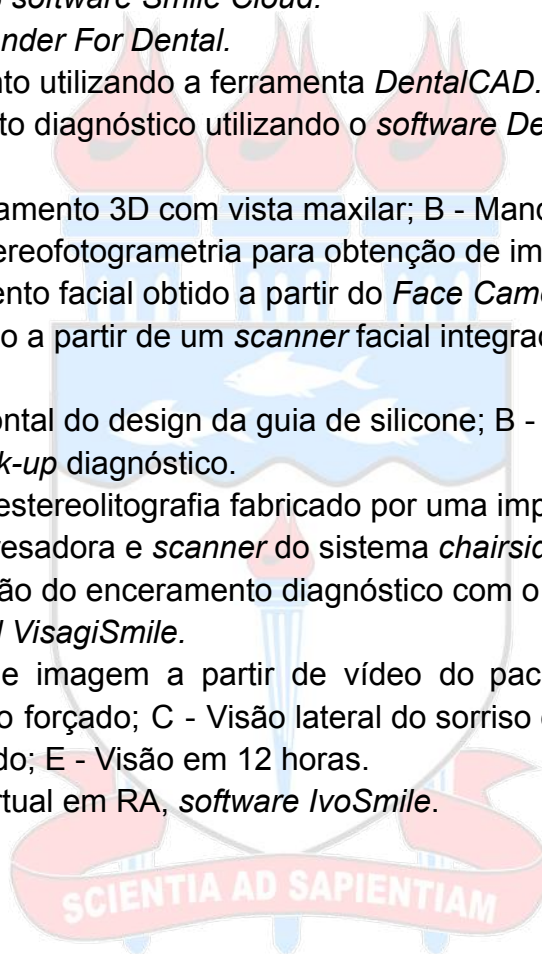 software Smile Cloud.
nder For Dental.
nto utilizando a ferramenta DentalCAD.
to diagnóstico utilizando o software De
amento 3D com vista maxilar; B - Mand
ereofotogrametria para obtenção de im
ento facial obtido a partir do Face Came
o a partir de um scanner facial integrad
ontal do design da guia de silicone; B -
k-up diagnóstico.
estereolitografia fabricado por uma imp
resadora e scanner do sistema chairsid
ão do enceramento diagnóstico com o
l VisagiSmile.
e imagem a partir de vídeo do pac
o forçado; C - Visão lateral do sorriso
do; E - Visão em 12 horas.
rtual em RA, software IvoSmile.
SCIENTIA AD SAPIENTIAM